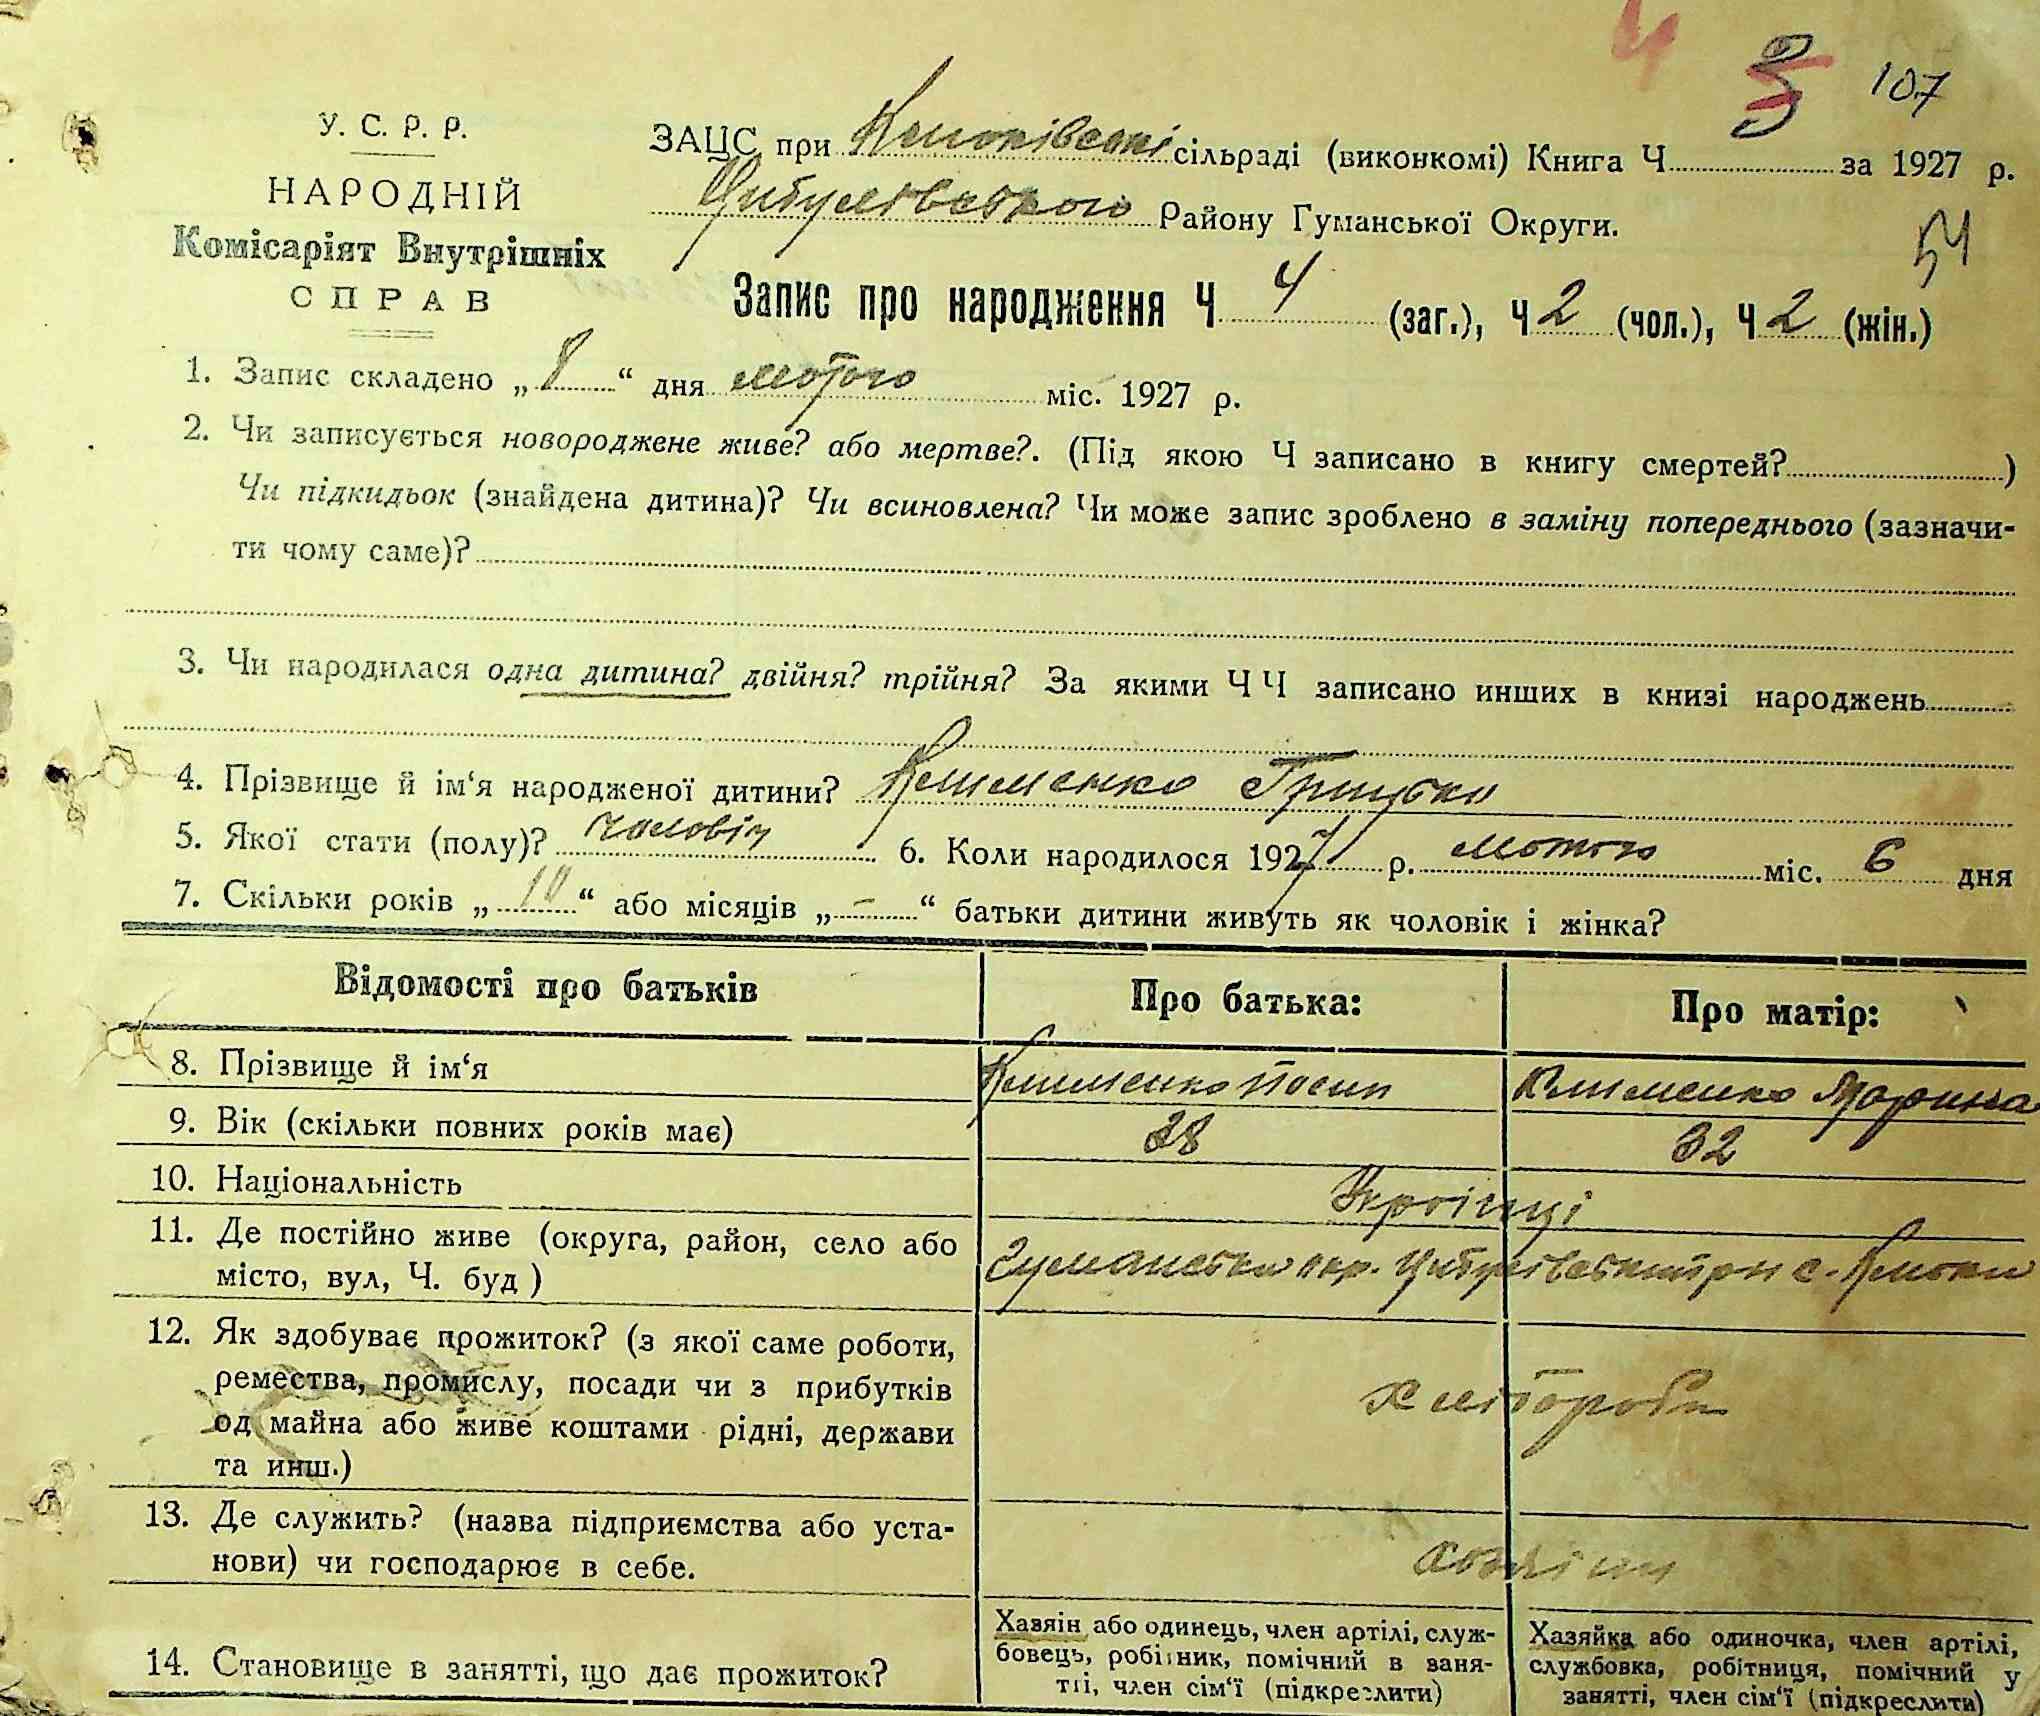 Ч 3 107
У. С. Р. Р.
НАРОДНІЙ
Комісаріят Внутрішніх
СПРАВ
ЗАЦС при сільраді (виконкомі) Книга Ч за 1927 р.
Цибулівського Району Гуманської Округи.
54
Запис про народження Ч 4 (заг.), Ч 2 (чол.), Ч 2 (жін.)
1. Запис складено „ 8 “ дня лютого міс. 1927 р.
2. Чи записується новороджене живе? або мертве?. (Під якою Ч записано в книгу смертей? )
Чи підкидьок (знайдена дитина)? Чи всиновлена? Чи може запис зроблено в заміну попереднього (зазначи-
ти чому саме)?
3. Чи народилася одна дитина? двійня? трійня? За якими ЧЧ записано инших в книзі народжень
4. Прізвище й ім‘я народженої дитини? Клименко Грицько
5. Якої стати (полу)? чоловіч 6. Коли народилося 1927 р. лютого міс. 6 дня
7. Скільки років „ 10 “ або місяців „ - “ батьки дитини живуть як чоловік і жінка?
Відомості про батьків Про батька: Про матір:
8. Прізвище й ім‘я Клименко Йосип Клименко Марина
9. Вік (скільки повних років має) 38 32
10. Національність Українці
11. Де постійно живе (округа, район, село або
місто, вул, Ч. буд ) Гуманська окр. Цибулівський рн с.
12. Як здобуває прожиток? (з якої саме роботи,
ремества, промислу, посади чи з прибутків
од майна або живе коштами рідні, держави
та инш.) Хлібороби
13. Де служить? (назва підприємства або уста-
нови) чи господарює в себе.
14. Становище в занятті, що дає прожиток?
Хазяін або одинець, член артілі, служ-
бовець, робітник, помічний в заня-
тті, член сім‘ї (підкреслити)
Хазяйка або одиночка, член артілі,
службовка, робітниця, помічний у
занятті, член сім‘ї (підкреслити)